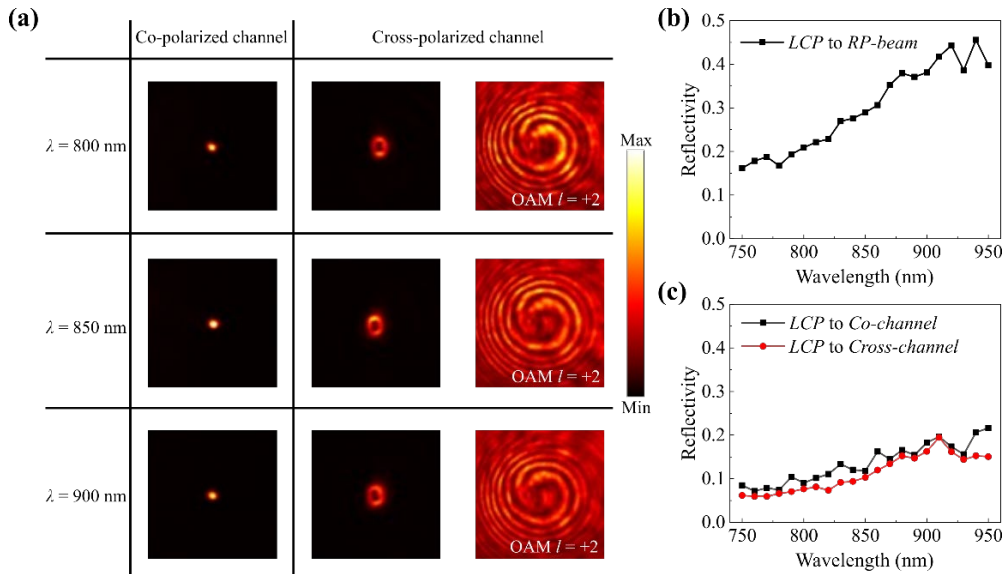 (a)
Co-polarized channel
Cross-polarized channel
λ = 800 nm
OAM l = +2
λ = 850 nm
OAM l = +2
λ = 900 nm
OAM l = +2
Max
Min
(b)
0.5
0.4
0.3
0.2
0.1
0.0
Reflectivity
LCP to RP-beam
750 800 850 900 950
Wavelength (nm)
(c)
0.5
0.4
0.3
0.2
0.1
0.0
Reflectivity
LCP to Co-channel
LCP to Cross-channel
750 800 850 900 950
Wavelength (nm)